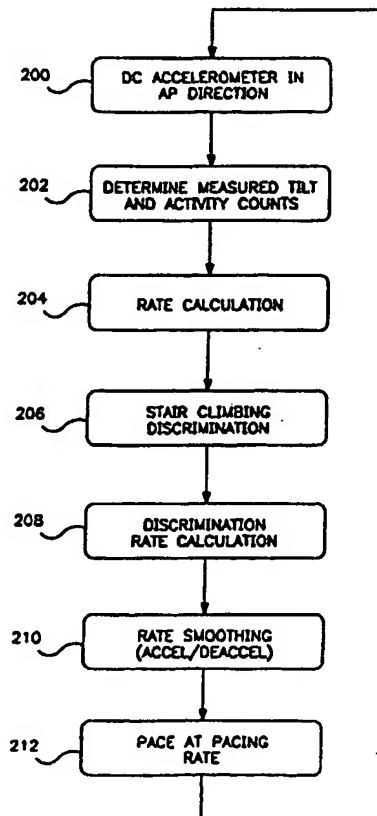 200
DC ACCELEROMETER IN
AP DIRECTION
202
DETERMINE MEASURED TILT
AND ACTIVITY COUNTS
204
RATE CALCULATION
206
STAIR CLIMBING
DISCRIMINATION
208
DISCRIMINATION
RATE CALCULATION
210
RATE SMOOTHING
(ACCEL/DEACCEL)
212
PACE AT PACING
RATE